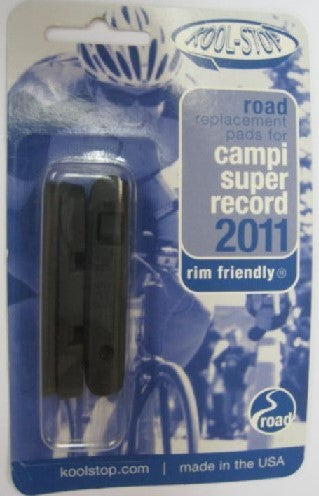 KOOL-STOP
road
replacement
pads for
campi
super
record
2011
rim friendly®
road
koolstop.com | made in the USA